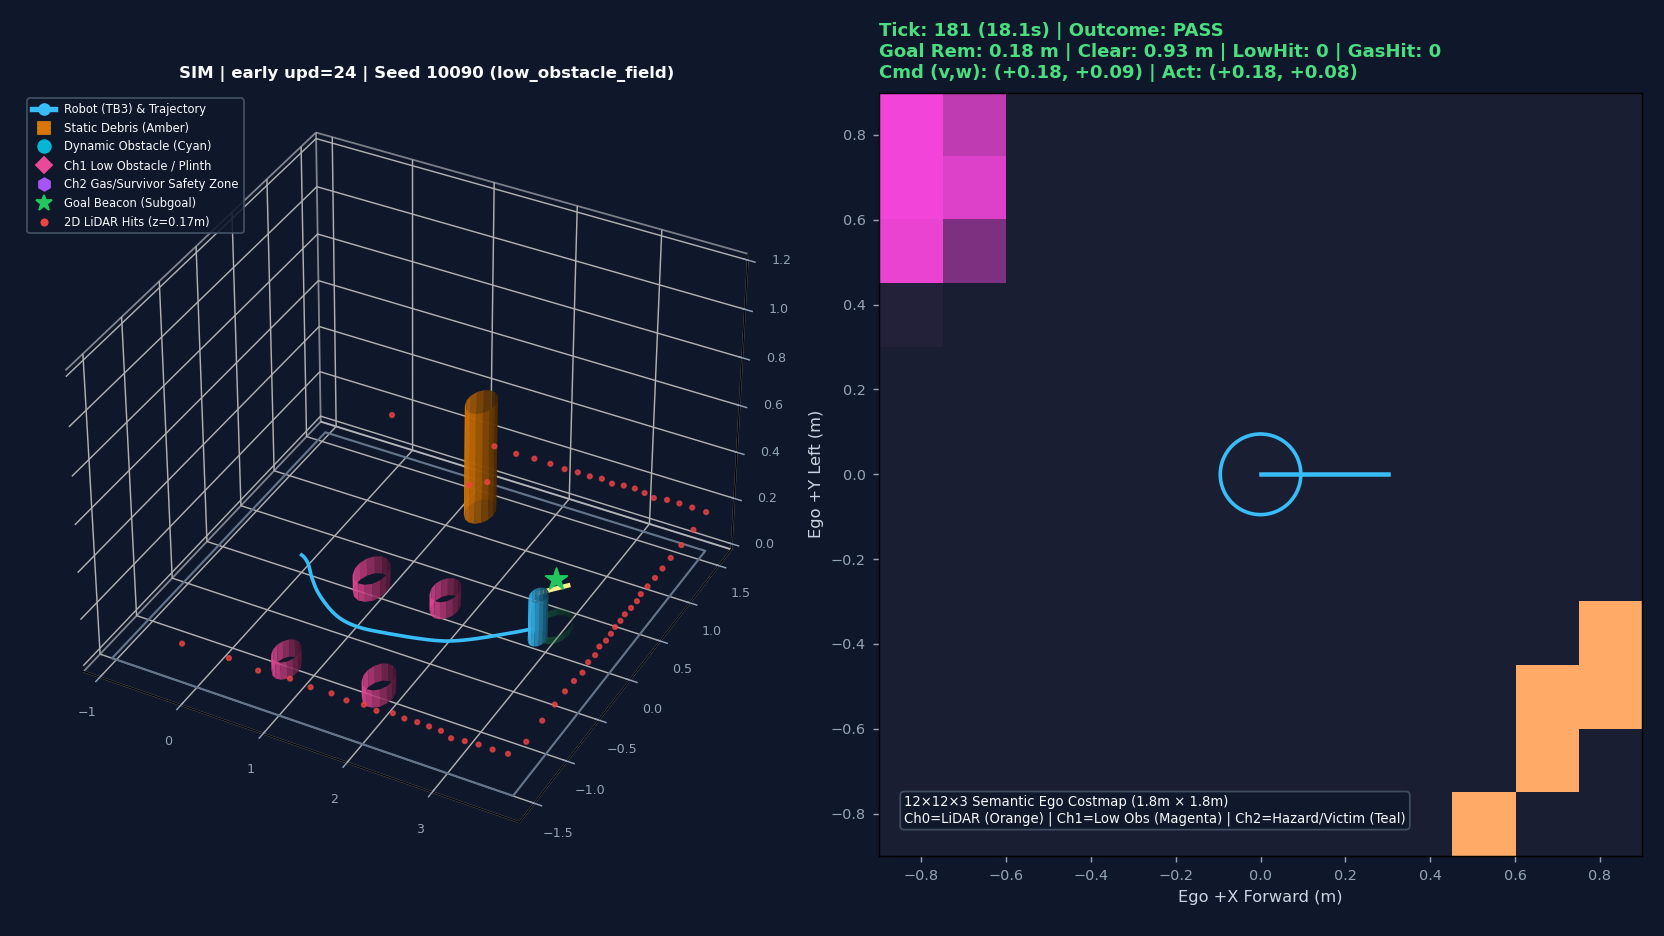 SIM | early upd=24 | Seed 10090 (low_obstacle_field)
Robot (TB3) & Trajectory
Static Debris (Amber)
Dynamic Obstacle (Cyan)
Ch1 Low Obstacle / Plinth
Ch2 Gas/Survivor Safety Zone
Goal Beacon (Subgoal)
2D LiDAR Hits (z=0.17m)
1.2
1.0
0.8
0.6
0.4
0.2
0.0
1.5
1.0
0.5
0.0
−0.5
−1.0
−1.5
−1
0
1
2
3
Tick: 181 (18.1s) | Outcome: PASS
Goal Rem: 0.18 m | Clear: 0.93 m | LowHit: 0 | GasHit: 0
Cmd (v,w): (+0.18, +0.09) | Act: (+0.18, +0.08)
Ego +Y Left (m)
0.8
0.6
0.4
0.2
0.0
−0.2
−0.4
−0.6
−0.8
12×12×3 Semantic Ego Costmap (1.8m × 1.8m)
Ch0=LiDAR (Orange) | Ch1=Low Obs (Magenta) | Ch2=Hazard/Victim (Teal)
−0.8 −0.6 −0.4 −0.2 0.0 0.2 0.4 0.6 0.8
Ego +X Forward (m)